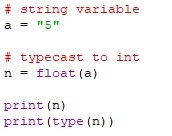 # string variable
a = "5"
# typecast to int
n = float(a)
print(n)
print(type(n))